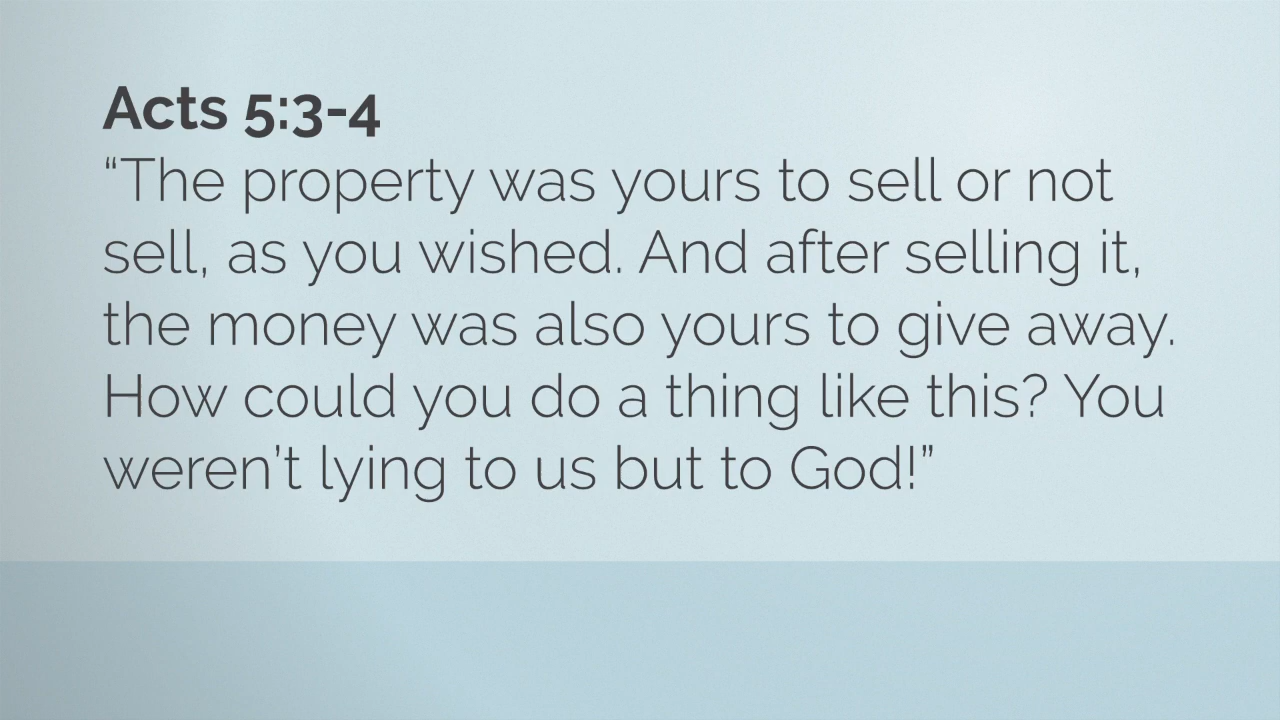 Acts 5:3-4
“The property was yours to sell or not
sell, as you wished. And after selling it,
the money was also yours to give away.
How could you do a thing like this? You
weren’t lying to us but to God!”